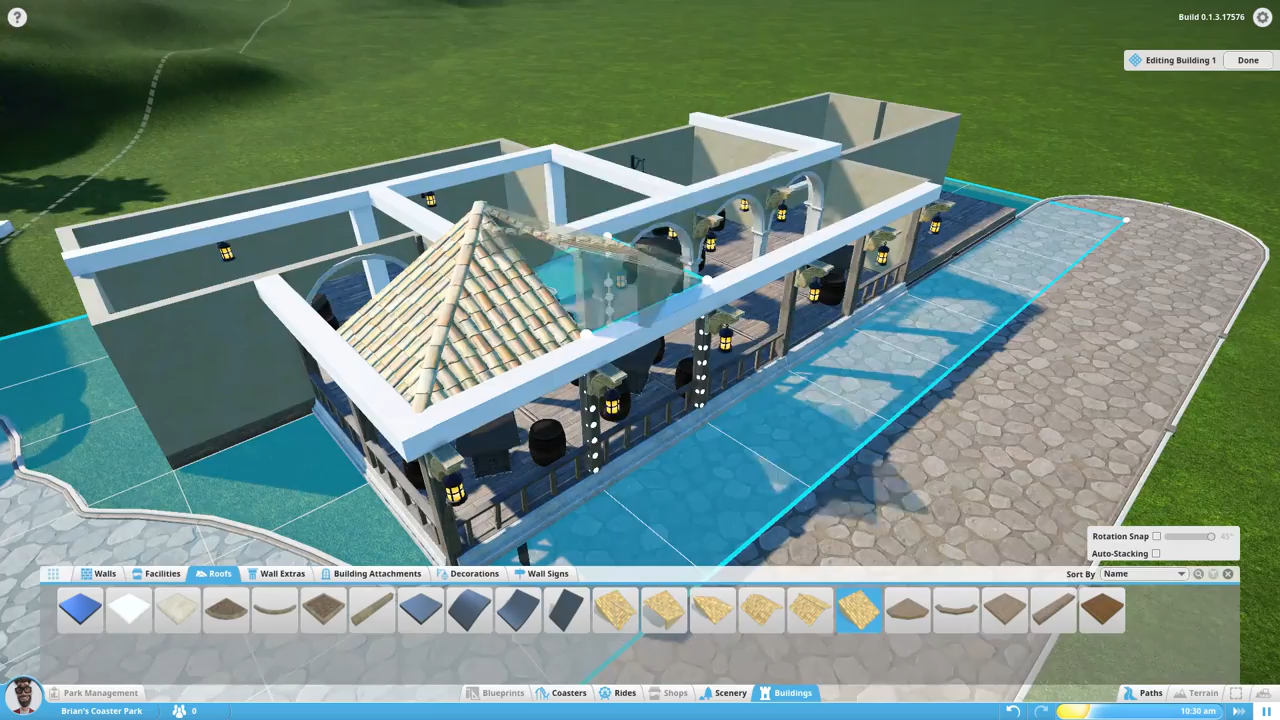 ?
Build 0.1.3.17576
Editing Building 1
Done
Rotation Snap 45°
Auto-Stacking
Walls Facilities Roofs Wall Extras Building Attachments Decorations Wall Signs Sort By Name
Park Management Blueprints Coasters Rides Shops Scenery Buildings Paths Terrain
Brian's Coaster Park 0 10:30 am